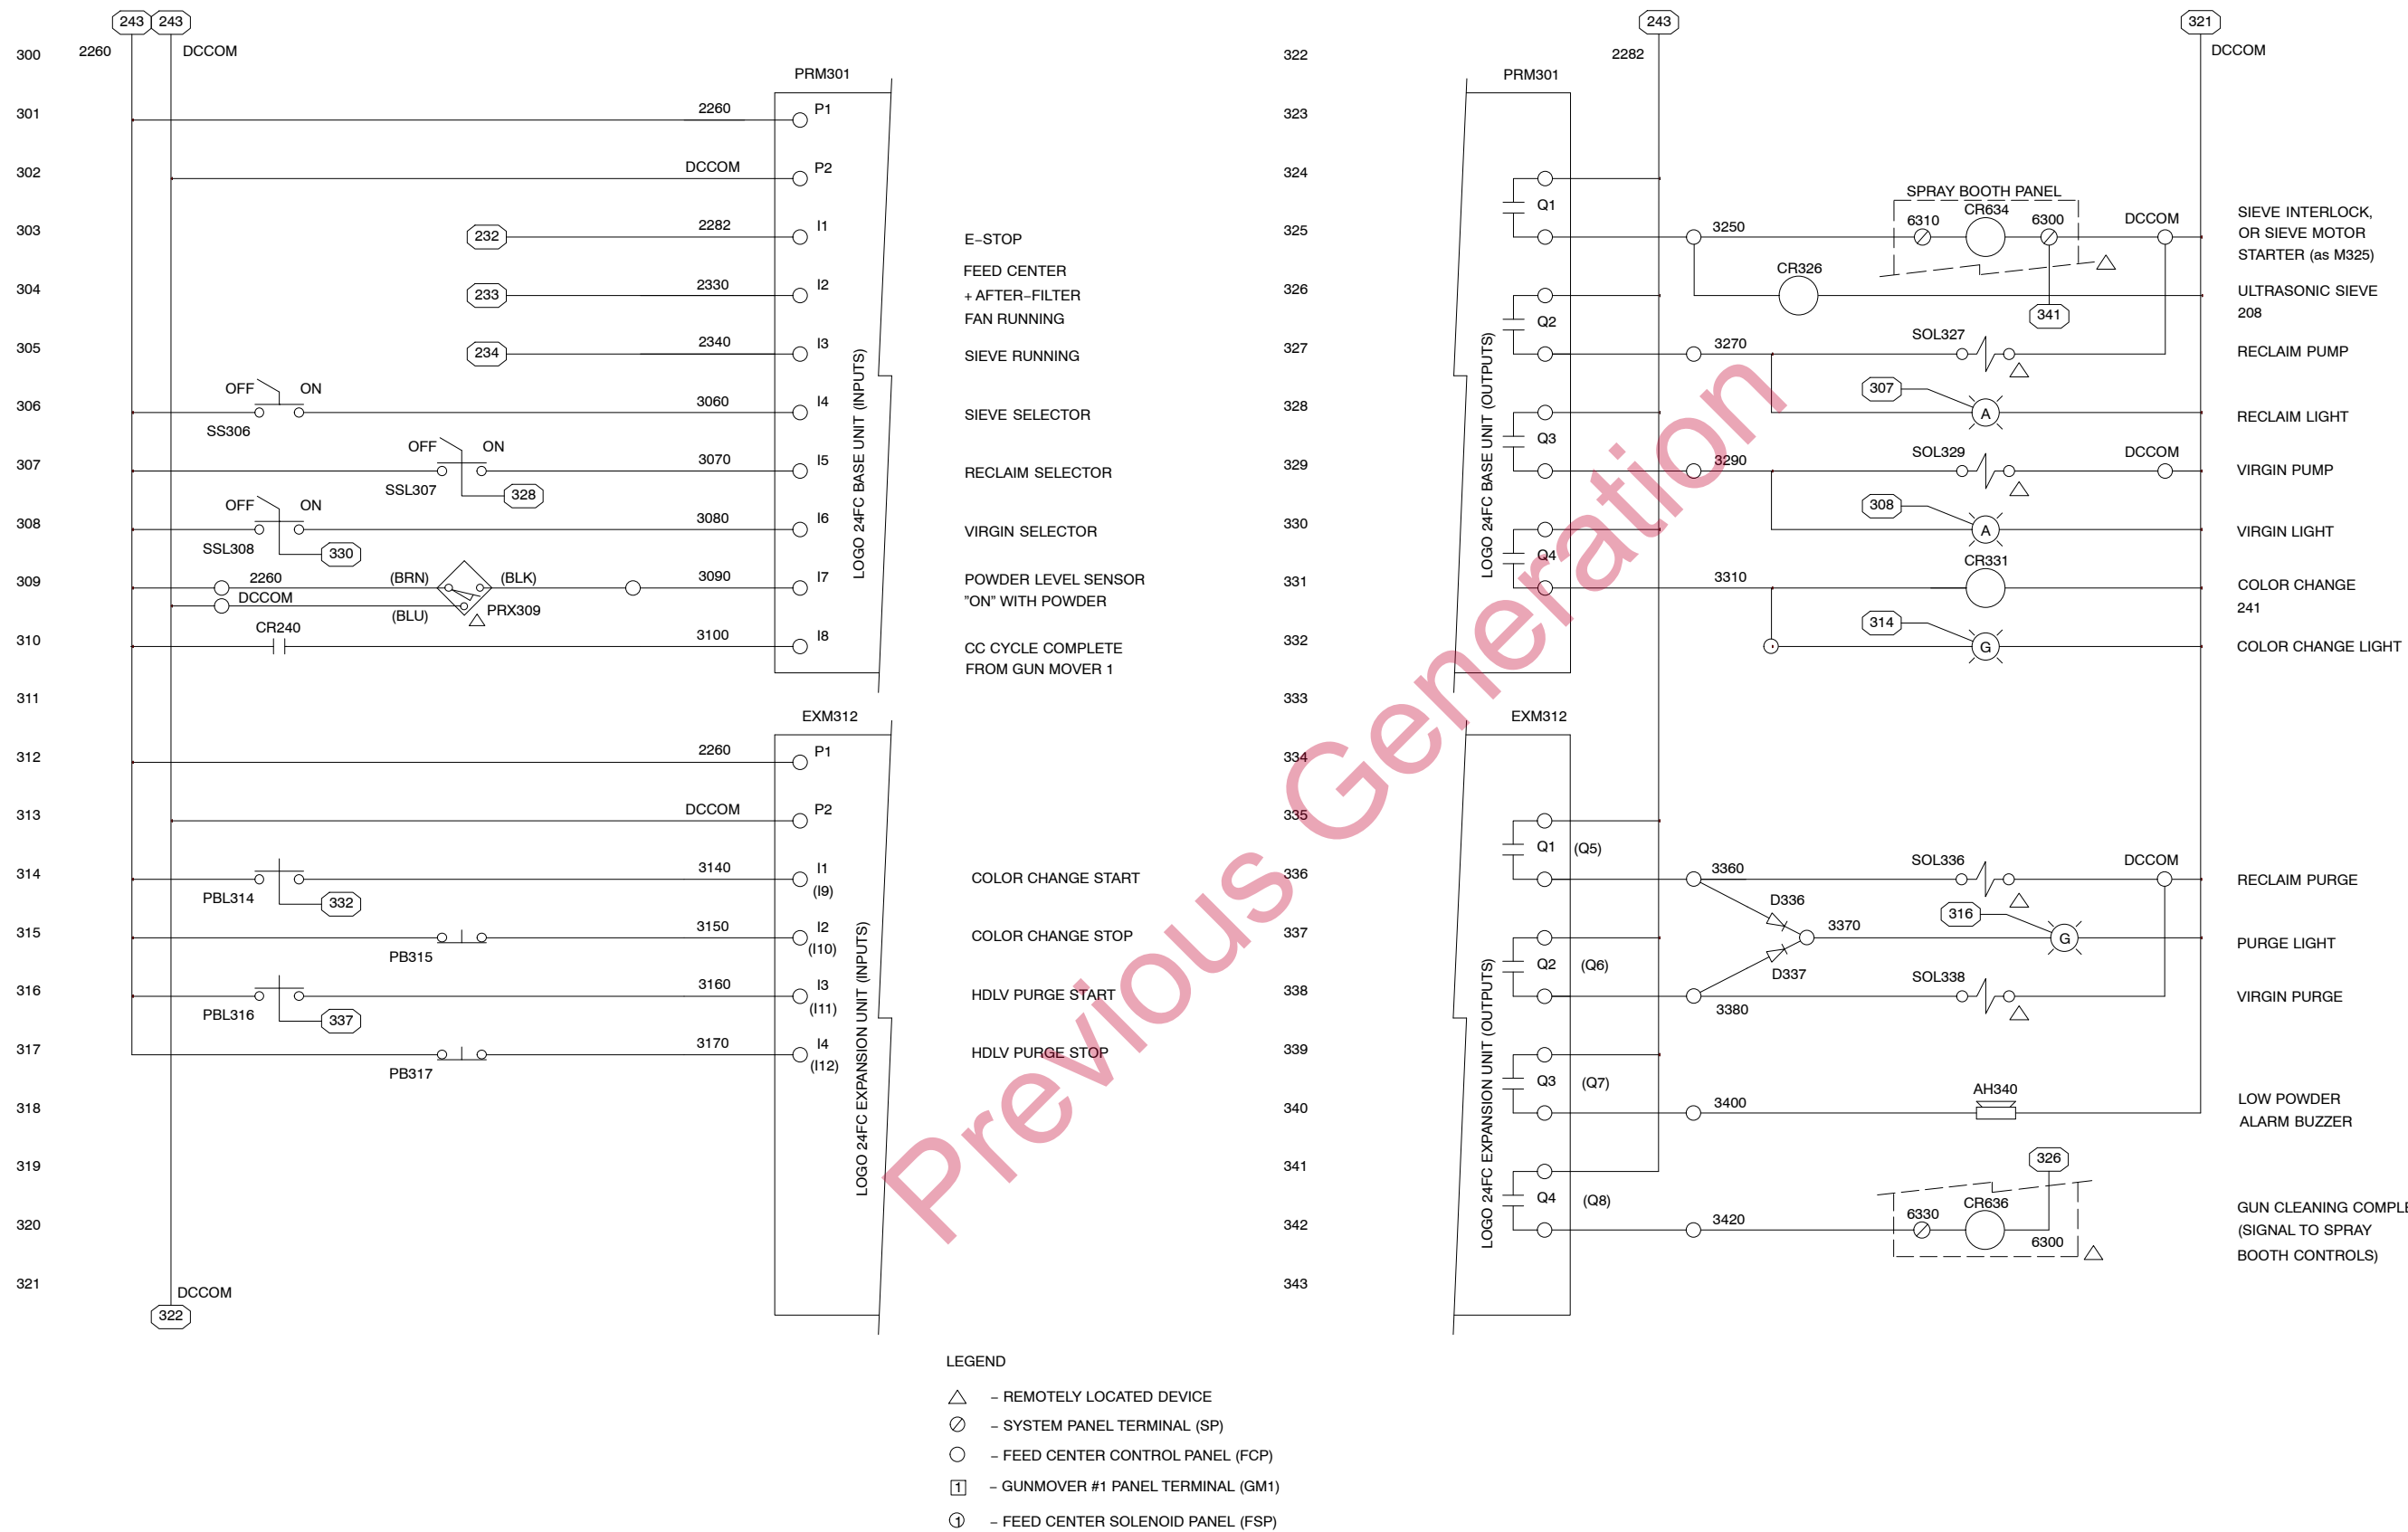 243 243 243 321
300 2260 DCCOM 322 2282 DCCOM
PRM301 PRM301
301 2260 P1 323
302 DCCOM P2 324
Q1
SPRAY BOOTH PANEL
303 232 2282 I1 E−STOP 325 3250 6310 CR634 6300 DCCOM
SIEVE INTERLOCK,
OR SIEVE MOTOR
STARTER (as M325)
304 233 2330 I2
FEED CENTER
+ AFTER−FILTER
FAN RUNNING
326 CR326 341
ULTRASONIC SIEVE
208
Q2
305 234 2340 I3 SIEVE RUNNING 327 3270 SOL327 RECLAIM PUMP
306 OFF ON SS306 3060 I4 SIEVE SELECTOR 328 307 A RECLAIM LIGHT
Q3
307 OFF ON SSL307 328 3070 I5 RECLAIM SELECTOR 329 3290 SOL329 DCCOM VIRGIN PUMP
308 OFF ON SSL308 330 3080 I6 VIRGIN SELECTOR 330 308 A VIRGIN LIGHT
Q4
309 2260 (BRN) (BLK) 3090 I7
DCCOM (BLU) PRX309
POWDER LEVEL SENSOR
"ON" WITH POWDER
331 3310 CR331
COLOR CHANGE
241
310 CR240 3100 I8
CC CYCLE COMPLETE
FROM GUN MOVER 1
332 314 G COLOR CHANGE LIGHT
LOGO 24FC BASE UNIT (INPUTS)
LOGO 24FC BASE UNIT (OUTPUTS)
311 333
EXM312 EXM312
312 2260 P1 334
313 DCCOM P2 335
Q1 (Q5)
314 PBL314 332 3140 I1 (I9) COLOR CHANGE START 336 3360 SOL336 DCCOM RECLAIM PURGE
D336
315 PB315 3150 I2 (I10) COLOR CHANGE STOP 337 3370 316 G PURGE LIGHT
Q2 (Q6)
D337
316 PBL316 337 3160 I3 (I11) HDLV PURGE START 338 3380 SOL338 VIRGIN PURGE
317 PB317 3170 I4 (I12) HDLV PURGE STOP 339
Q3 (Q7)
318 340 3400 AH340
LOW POWDER
ALARM BUZZER
319 341 326
Q4 (Q8)
320 342 3420 6330 CR636 6300
GUN CLEANING COMPLE
(SIGNAL TO SPRAY
BOOTH CONTROLS)
LOGO 24FC EXPANSION UNIT (INPUTS)
LOGO 24FC EXPANSION UNIT (OUTPUTS)
321 DCCOM 343
322
Previous Generation
LEGEND
− REMOTELY LOCATED DEVICE
− SYSTEM PANEL TERMINAL (SP)
− FEED CENTER CONTROL PANEL (FCP)
1 − GUNMOVER #1 PANEL TERMINAL (GM1)
1 − FEED CENTER SOLENOID PANEL (FSP)